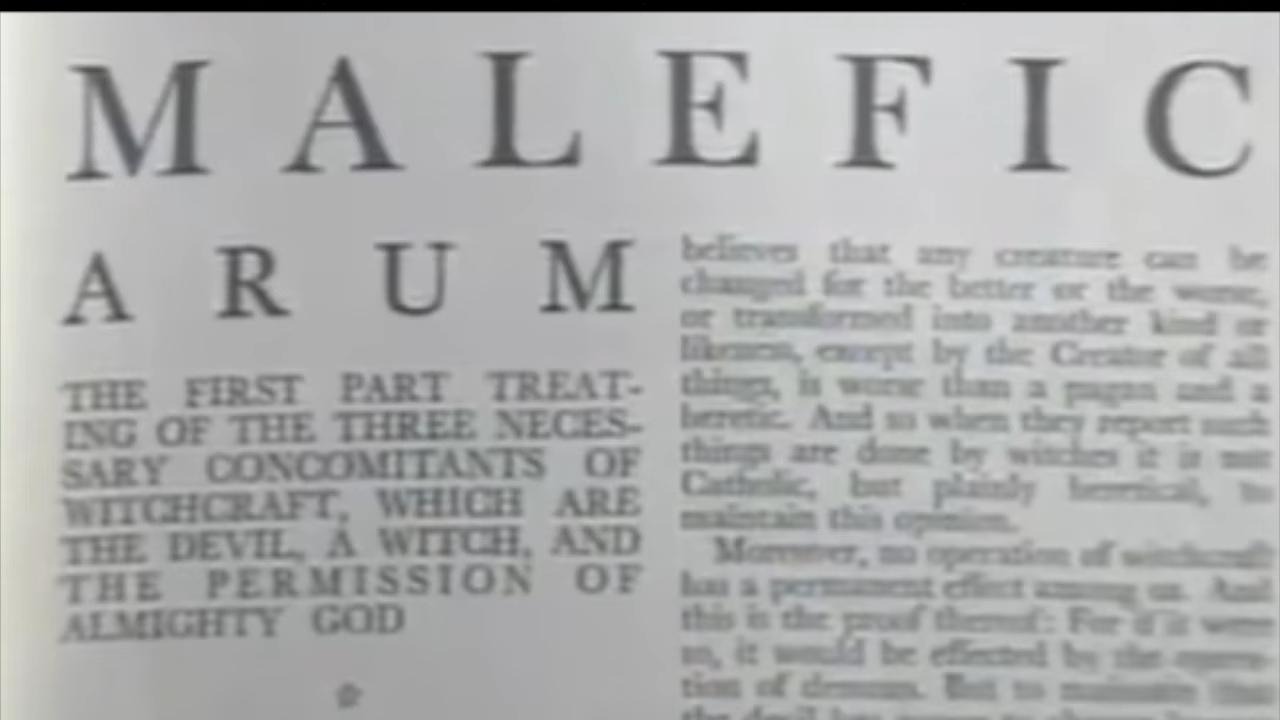 MALEFIC
ARUM
THE FIRST PART TREAT-
ING OF THE THREE NECES-
SARY CONCOMITANTS OF
WITCHCRAFT, WHICH ARE
THE DEVIL, A WITCH, AND
THE PERMISSION OF
ALMIGHTY GOD
believes that any creature can be
changed for the better or the worse,
or transformed into another kind or
likeness, except by the Creator of all
things, is worse than a pagan and a
heretic. And so when they report such
things are done by witches it is not
Catholic, but plainly heretical, to
maintain this opinion.
Moreover, no operation of witchcraft
has a permanent effect among us. And
this is the proof thereof: For if it were
so, it would be effected by the opera-
tion of demons. But to maintain that
the devil has power to